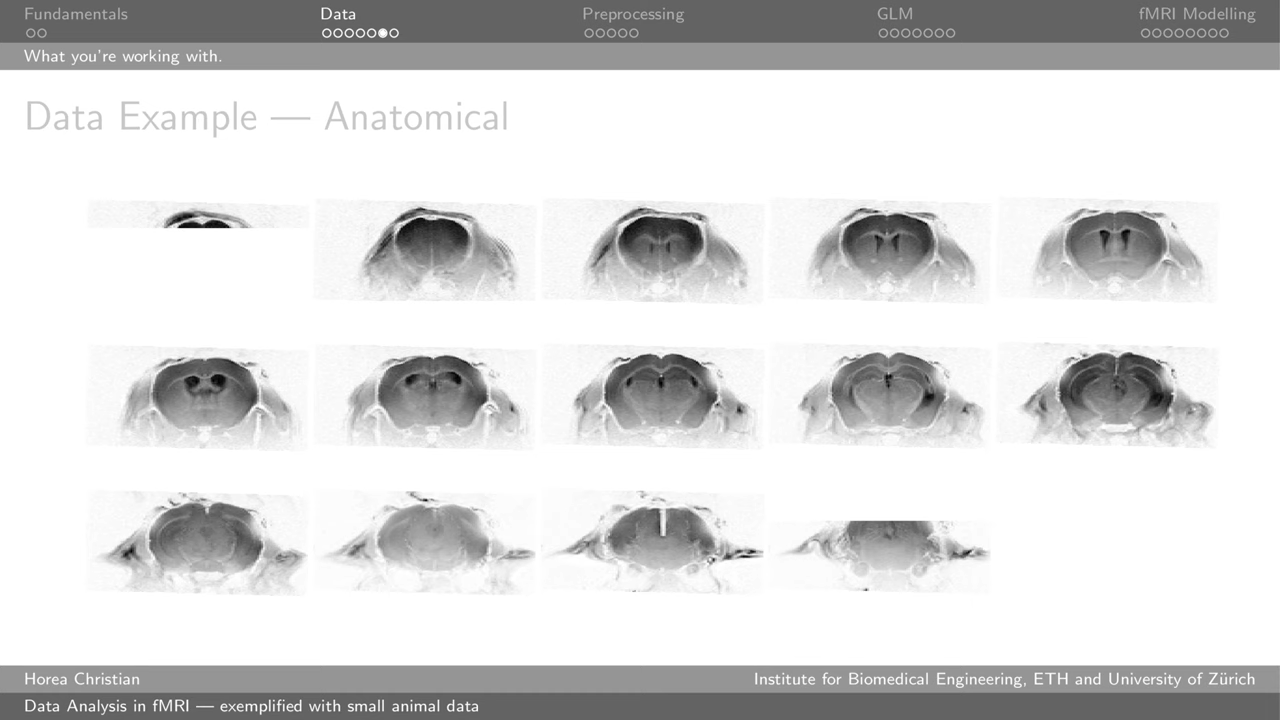 Fundamentals
Data
Preprocessing
GLM
fMRI Modelling
What you're working with.
Data Example — Anatomical
Horea Christian
Institute for Biomedical Engineering, ETH and University of Zürich
Data Analysis in fMRI — exemplified with small animal data